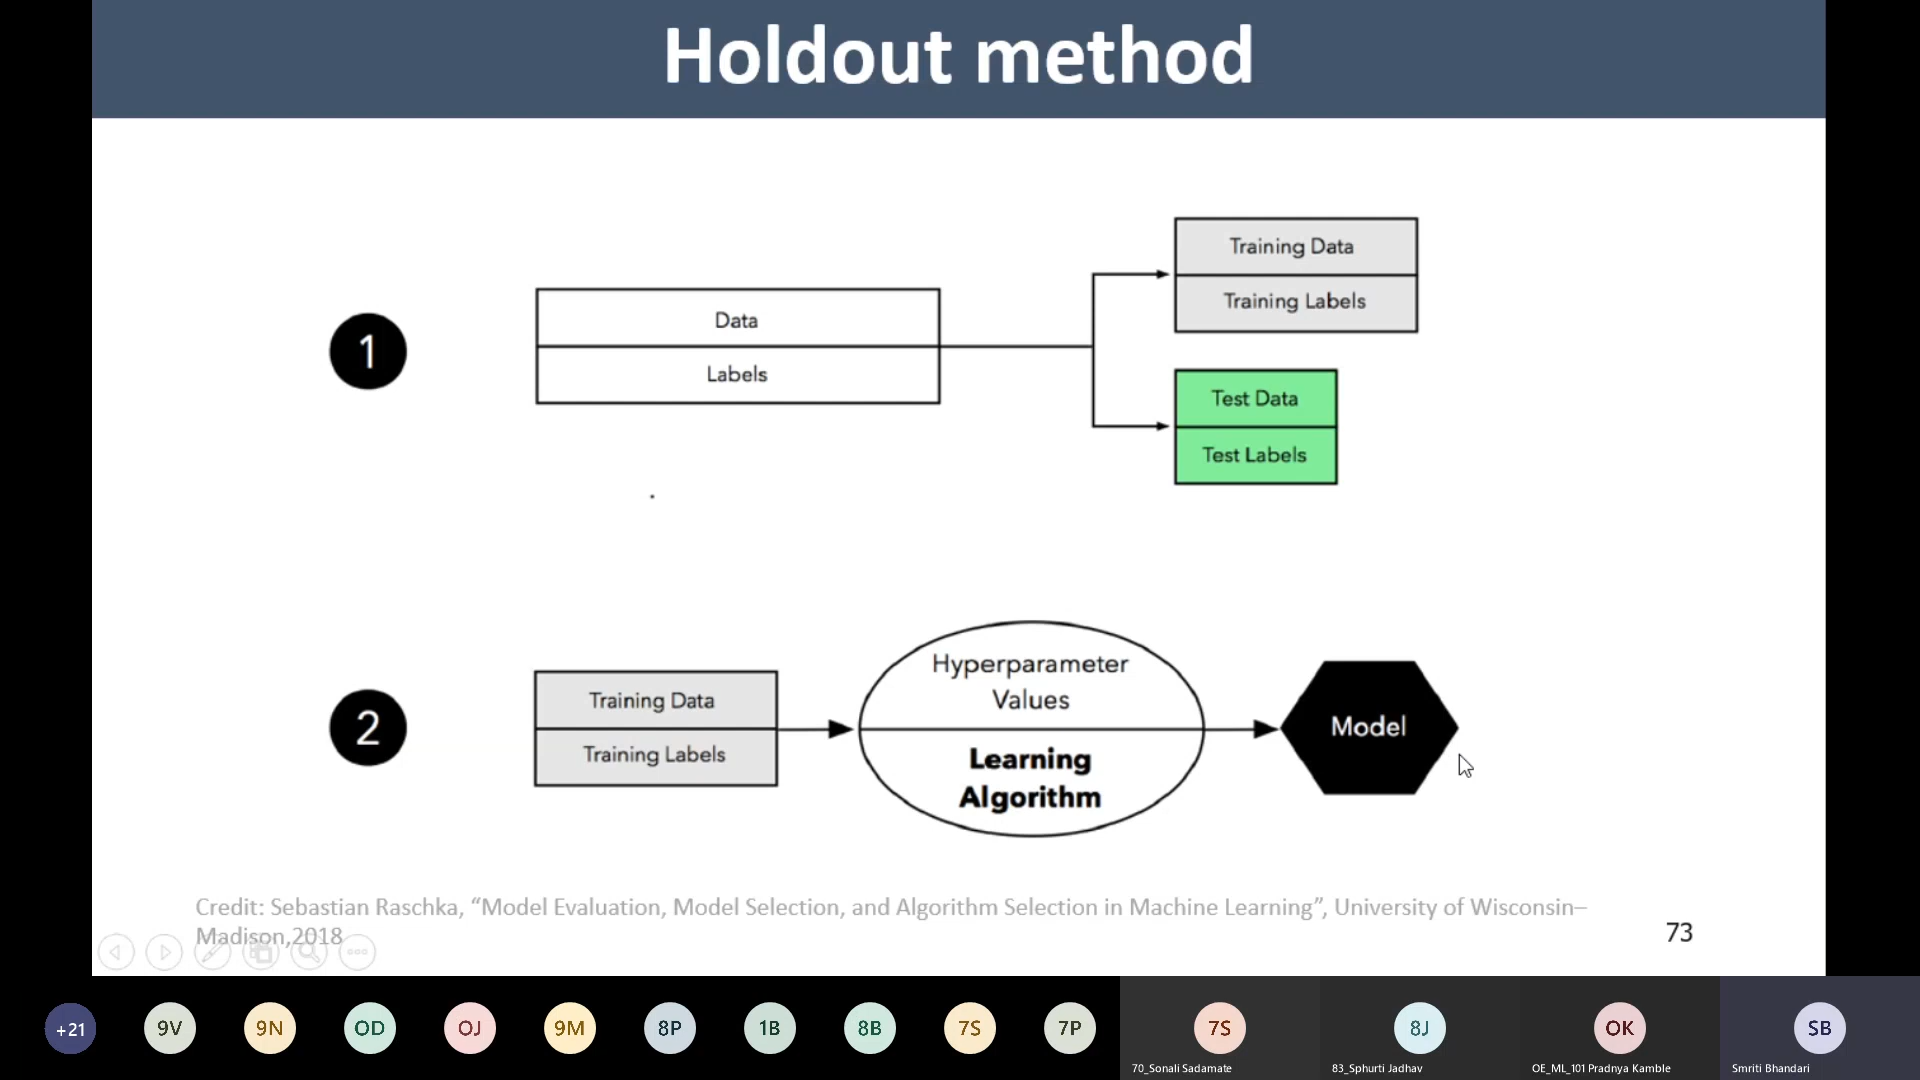 Holdout method
1
Data
Labels
Training Data
Training Labels
Test Data
Test Labels
2
Training Data
Training Labels
Hyperparameter
Values
Learning
Algorithm
Model
Credit: Sebastian Raschka, “Model Evaluation, Model Selection, and Algorithm Selection in Machine Learning”, University of Wisconsin–
Madison,2018
73
+21
9V
9N
OD
OJ
9M
8P
1B
8B
7S
7P
7S
8J
OK
SB
70_Sonali Sadamate
83_Sphurti Jadhav
OE_ML_101 Pradnya Kamble
Smriti Bhandari